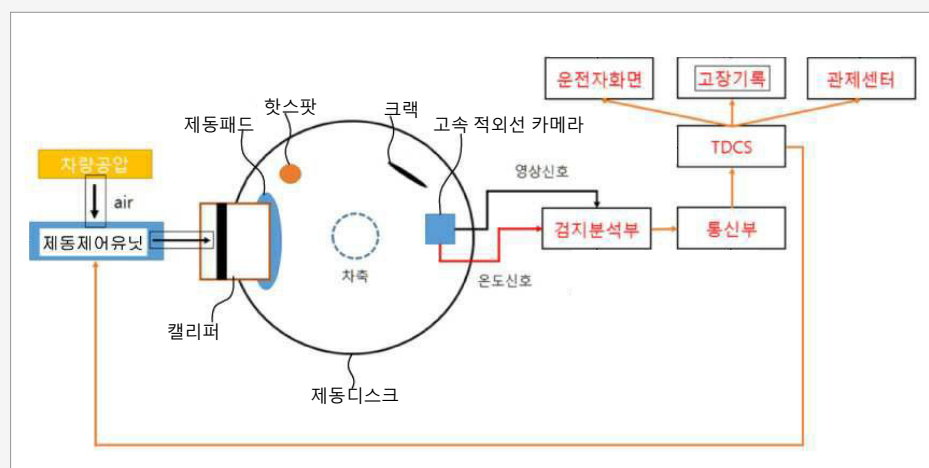 운전자화면
고장기록
관제센터
핫스팟
크랙
제동패드
고속 적외선 카메라
TDCS
차량공압
영상신호
air
제동제어유닛
검지분석부
통신부
차축
온도신호
캘리퍼
제동디스크